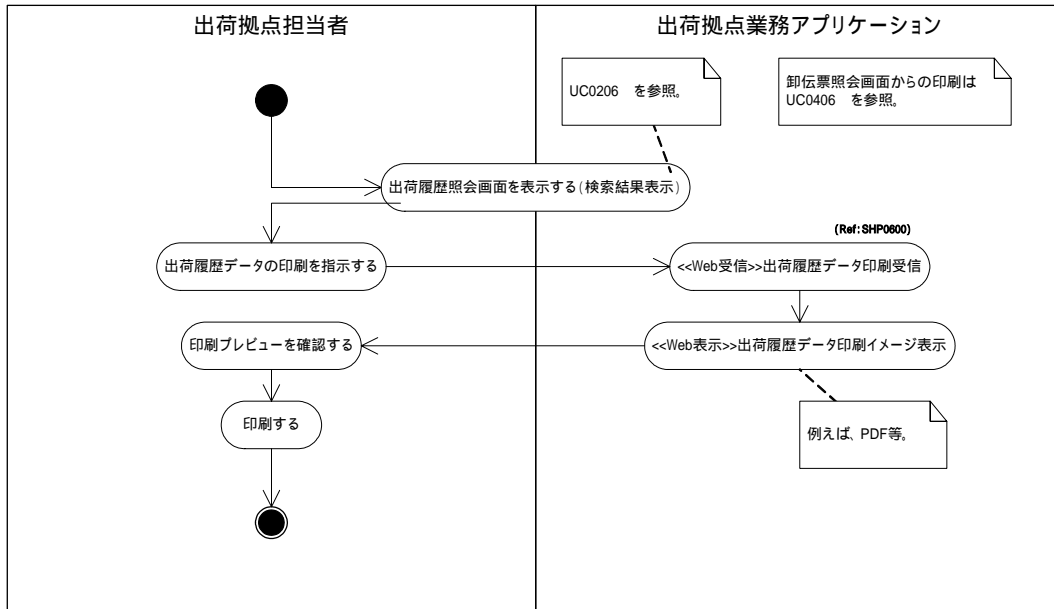 出荷拠点担当者
出荷拠点業務アプリケーション
UC0206 を参照。
卸伝票照会画面からの印刷は
UC0406 を参照。
出荷履歴照会画面を表示する(検索結果表示)
(Ref:SHP0600)
出荷履歴データの印刷を指示する
<<Web受信>>出荷履歴データ印刷受信
印刷プレビューを確認する
<<Web表示>>出荷履歴データ印刷イメージ表示
印刷する
例えば、PDF等。